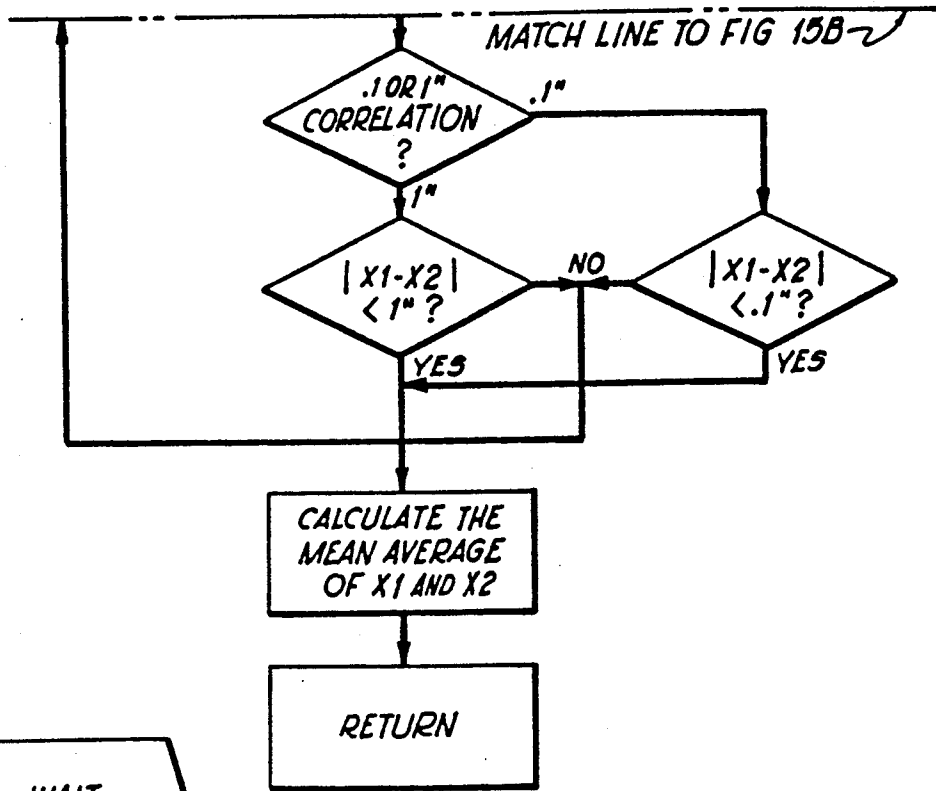 MATCH LINE TO FIG 15B
.1 OR 1"
CORRELATION
?
.1"
1"
|X1-X2|
< 1" ?
NO
|X1-X2|
< .1" ?
YES
YES
CALCULATE THE
MEAN AVERAGE
OF X1 AND X2
RETURN